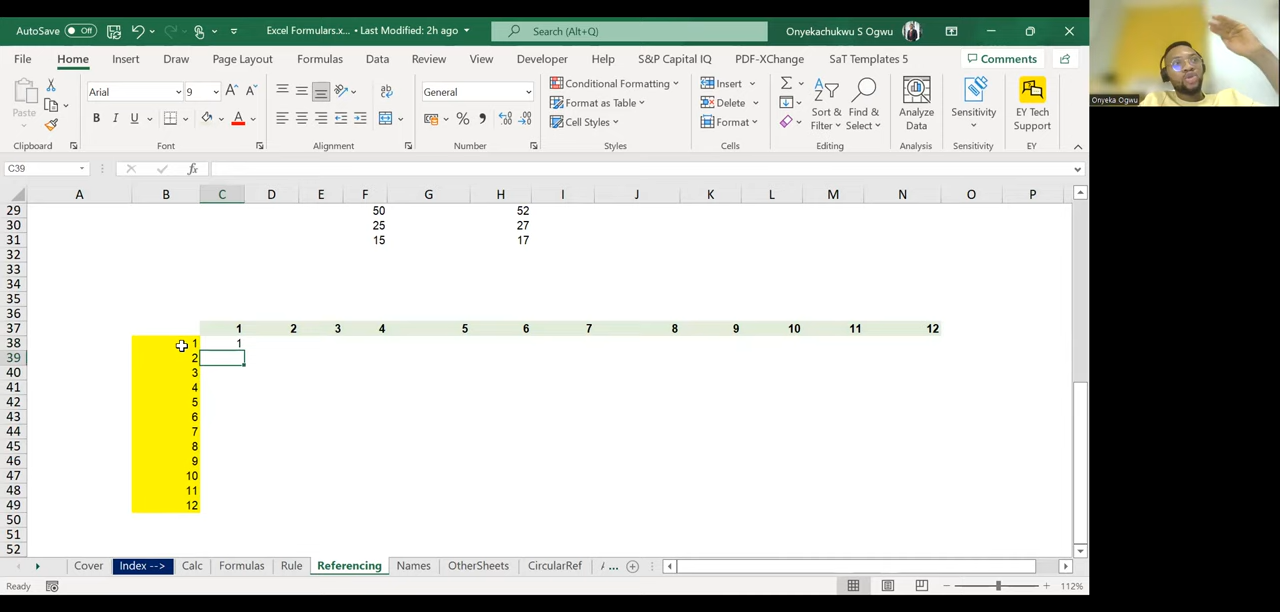 AutoSave Off Excel Formulars.x... • Last Modified: 2h ago Search (Alt+Q) Onyekachukwu S Ogwu
File Home Insert Draw Page Layout Formulas Data Review View Developer Help S&P Capital IQ PDF-XChange SaT Templates 5 Comments
Paste Arial 9 General Conditional Formatting Insert Sort & Filter Find & Select Analyze Data Sensitivity EY Tech Support
Format as Table Delete
B I U Cell Styles Format
Clipboard Font Alignment Number Styles Cells Editing Analysis Sensitivity EY
C39 fx
A B C D E F G H I J K L M N O P
29 50 52
30 25 27
31 15 17
32
33
34
35
36
37 1 2 3 4 5 6 7 8 9 10 11 12
38 1 1
39 2
40 3
41 4
42 5
43 6
44 7
45 8
46 9
47 10
48 11
49 12
50
51
52
Cover Index --> Calc Formulas Rule Referencing Names OtherSheets CircularRef ...
Ready 112%
Onyeka Ogwu